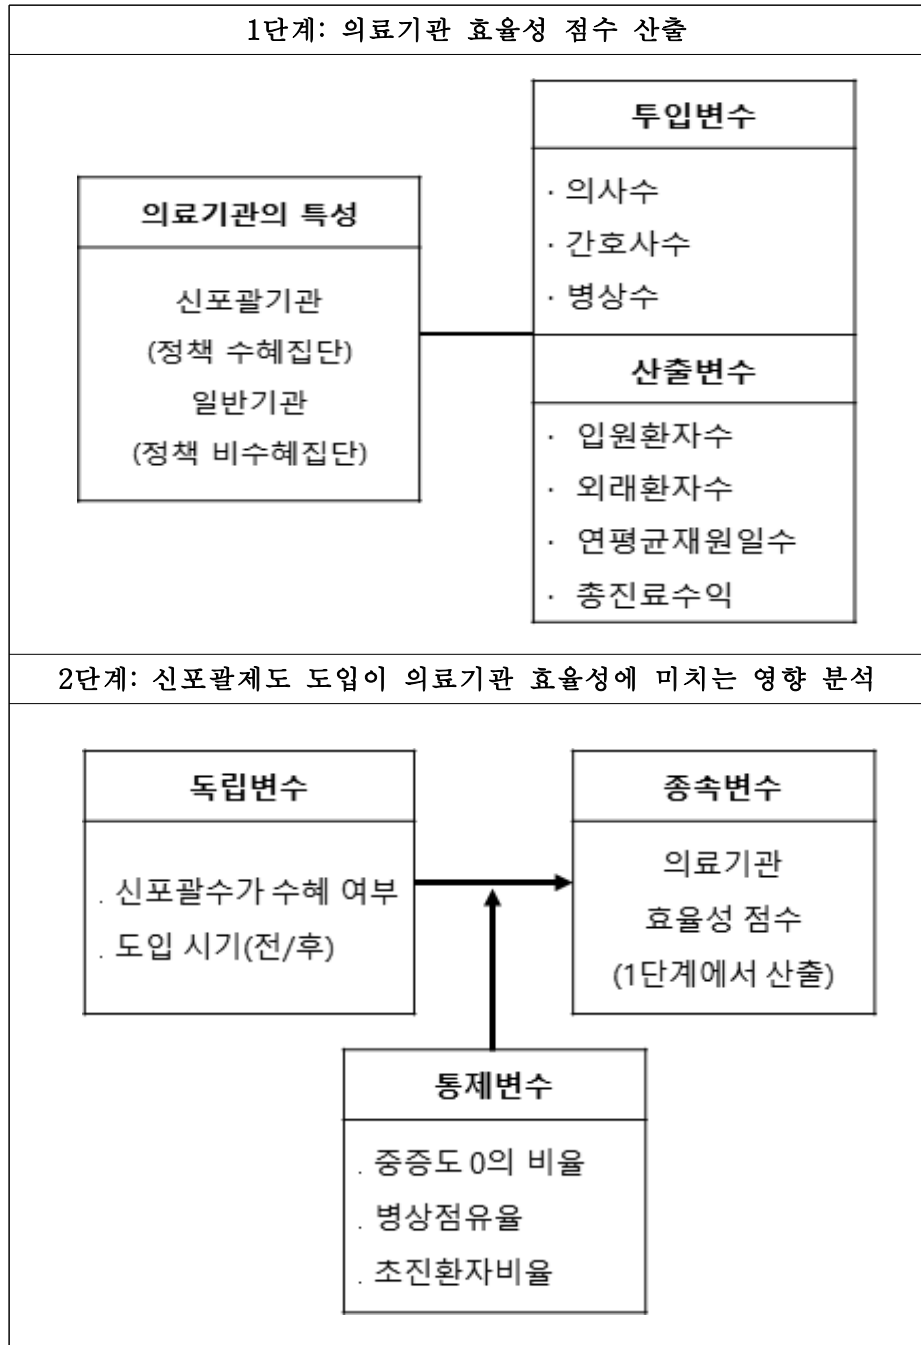 1단계: 의료기관 효율성 점수 산출
의료기관의 특성
신포괄기관
(정책 수혜집단)
일반기관
(정책 비수혜집단)
투입변수
· 의사수
· 간호사수
· 병상수
산출변수
· 입원환자수
· 외래환자수
· 연평균재원일수
· 총진료수익
2단계: 신포괄제도 도입이 의료기관 효율성에 미치는 영향 분석
독립변수
. 신포괄수가 수혜 여부
. 도입 시기(전/후)
종속변수
의료기관
효율성 점수
(1단계에서 산출)
통제변수
. 중증도 0의 비율
. 병상점유율
. 초진환자비율